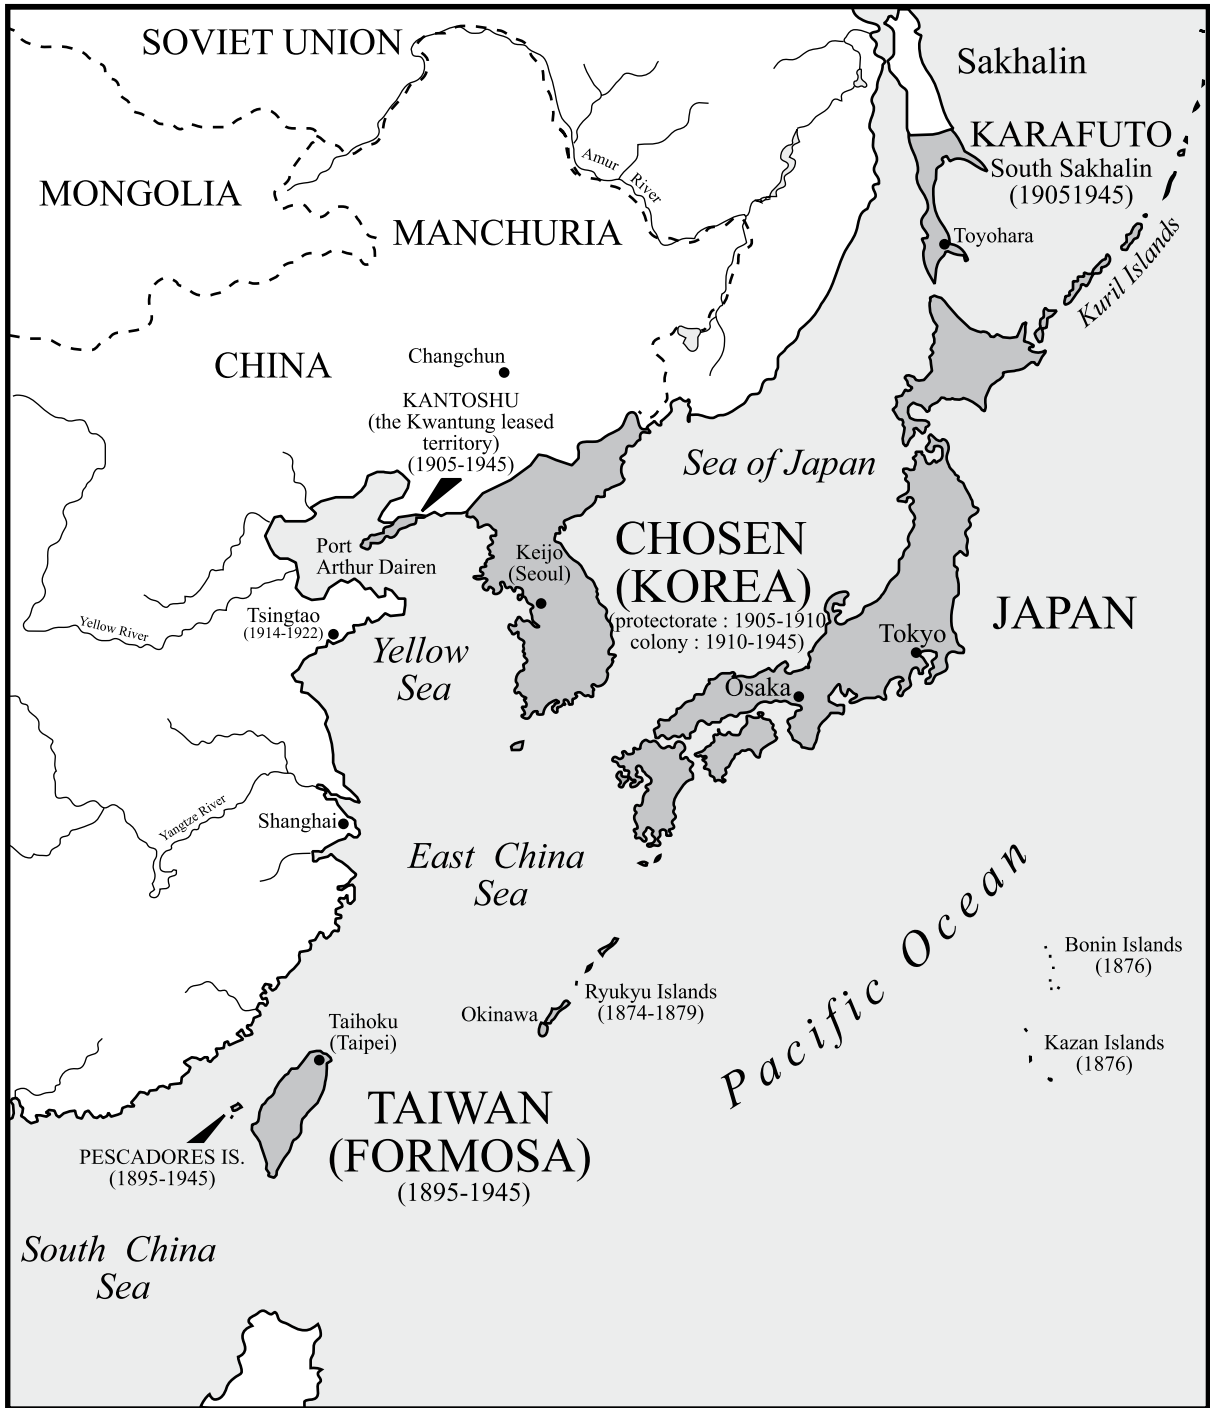 SOVIET UNION
Sakhalin
KARAFUTO
South Sakhalin
(19051945)
MONGOLIA
MANCHURIA
Amur
River
Toyohara
Kuril Islands
CHINA
Changchun
KANTOSHU
(the Kwantung leased
territory)
(1905-1945)
Sea of Japan
Port
Arthur Dairen
Keijo
(Seoul)
CHOSEN
(KOREA)
(protectorate : 1905-1910)
colony : 1910-1945)
JAPAN
Tsingtao
(1914-1922)
Yellow River
Yellow
Sea
Tokyo
Osaka
Yangtze River
Shanghai
East China
Sea
Pacific Ocean
Bonin Islands
(1876)
Ryukyu Islands
(1874-1879)
Okinawa
Kazan Islands
(1876)
Taihoku
(Taipei)
TAIWAN
(FORMOSA)
(1895-1945)
PESCADORES IS.
(1895-1945)
South China
Sea